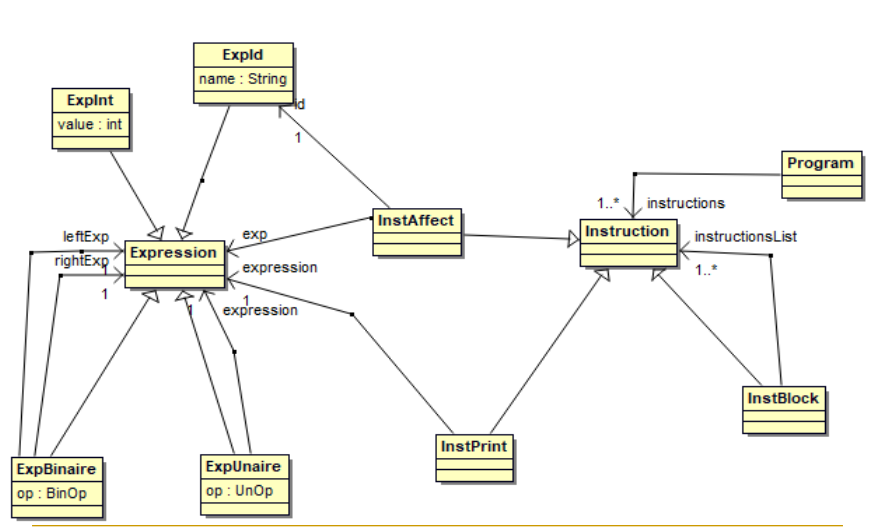 ExpId
name : String
ExpInt
value : int
id
1
Program
1..*
instructions
InstAffect
Instruction
leftExp
exp
instructionsList
Expression
rightExp
1
expression
1..*
1
1
1
expression
InstBlock
InstPrint
ExpBinaire
op : BinOp
ExpUnaire
op : UnOp